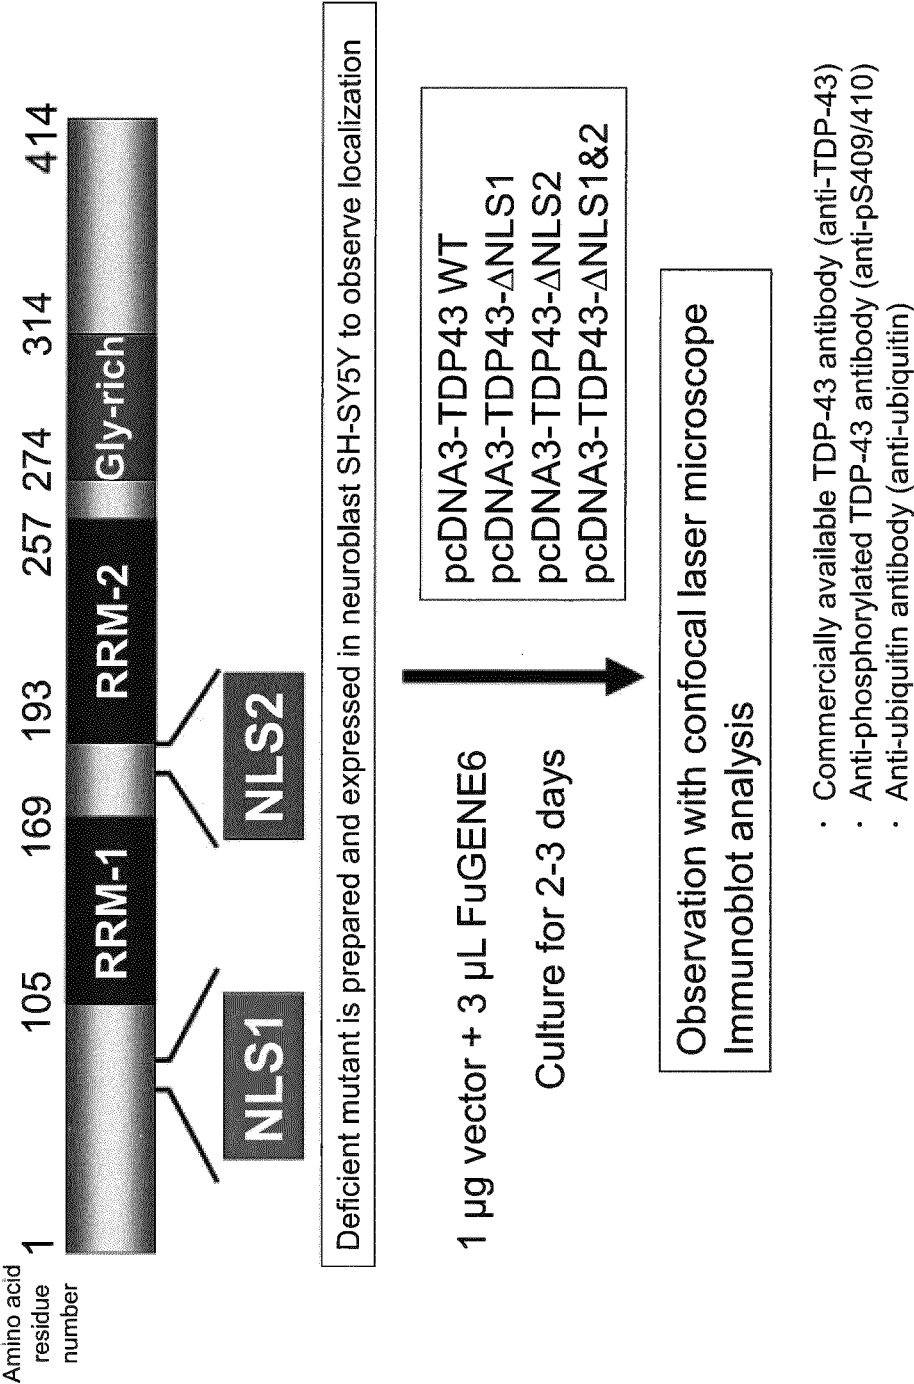 Amino acid
residue
number
1
105
169
193
257
274
314
414
RRM-1
RRM-2
Gly-rich
NLS1
NLS2
Deficient mutant is prepared and expressed in neuroblast SH-SY5Y to observe localization
1 µg vector + 3 µL FuGENE6
Culture for 2-3 days
pcDNA3-TDP43 WT
pcDNA3-TDP43-ΔNLS1
pcDNA3-TDP43-ΔNLS2
pcDNA3-TDP43-ΔNLS1&2
Observation with confocal laser microscope
Immunoblot analysis
· Commercially available TDP-43 antibody (anti-TDP-43)
· Anti-phosphorylated TDP-43 antibody (anti-pS409/410)
· Anti-ubiquitin antibody (anti-ubiquitin)